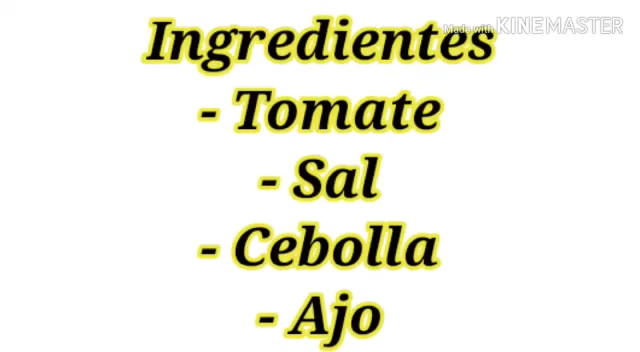 Ingredientes
Made with KINEMASTER
- Tomate
- Sal
- Cebolla
- Ajo